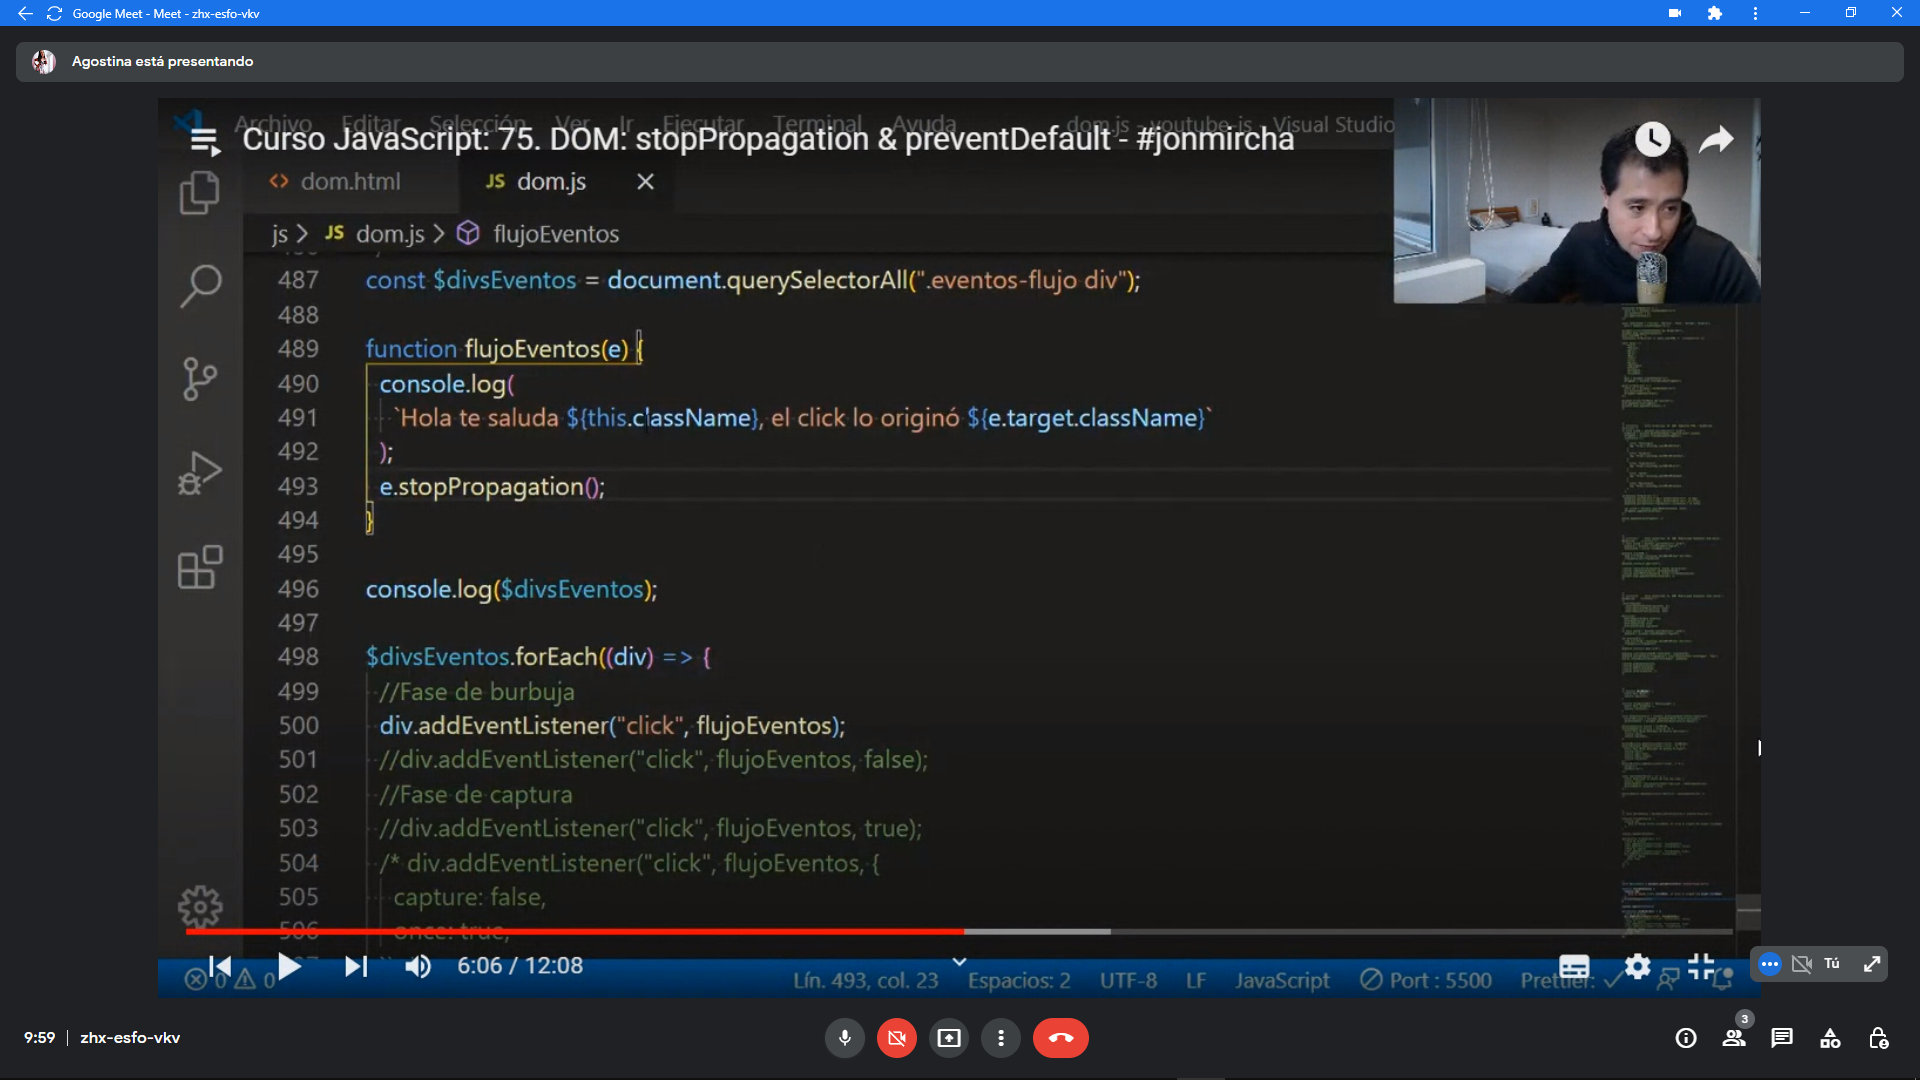 Google Meet - Meet - zhx-esfo-vkv
Agostina está presentando
Archivo Editar Selección Ver Ir Ejecutar Terminal Ayuda dom.js - youtube-js - Visual Studio
Curso JavaScript: 75. DOM: stopPropagation & preventDefault - #jonmircha
<> dom.html JS dom.js
js > JS dom.js > flujoEventos
487 const $divsEventos = document.querySelectorAll(".eventos-flujo div");
488
489 function flujoEventos(e) {
490 console.log(
491 `Hola te saluda ${this.className}, el click lo originó ${e.target.className}`
492 );
493 e.stopPropagation();
494 }
495
496 console.log($divsEventos);
497
498 $divsEventos.forEach((div) => {
499 //Fase de burbuja
500 div.addEventListener("click", flujoEventos);
501 //div.addEventListener("click", flujoEventos, false);
502 //Fase de captura
503 //div.addEventListener("click", flujoEventos, true);
504 /* div.addEventListener("click", flujoEventos, {
505 capture: false,
506 once: true,
6:06 / 12:08
0 0 Lín. 493, col. 23 Espacios: 2 UTF-8 LF JavaScript Port : 5500 Prettier:
Tú
9:59 | zhx-esfo-vkv
3